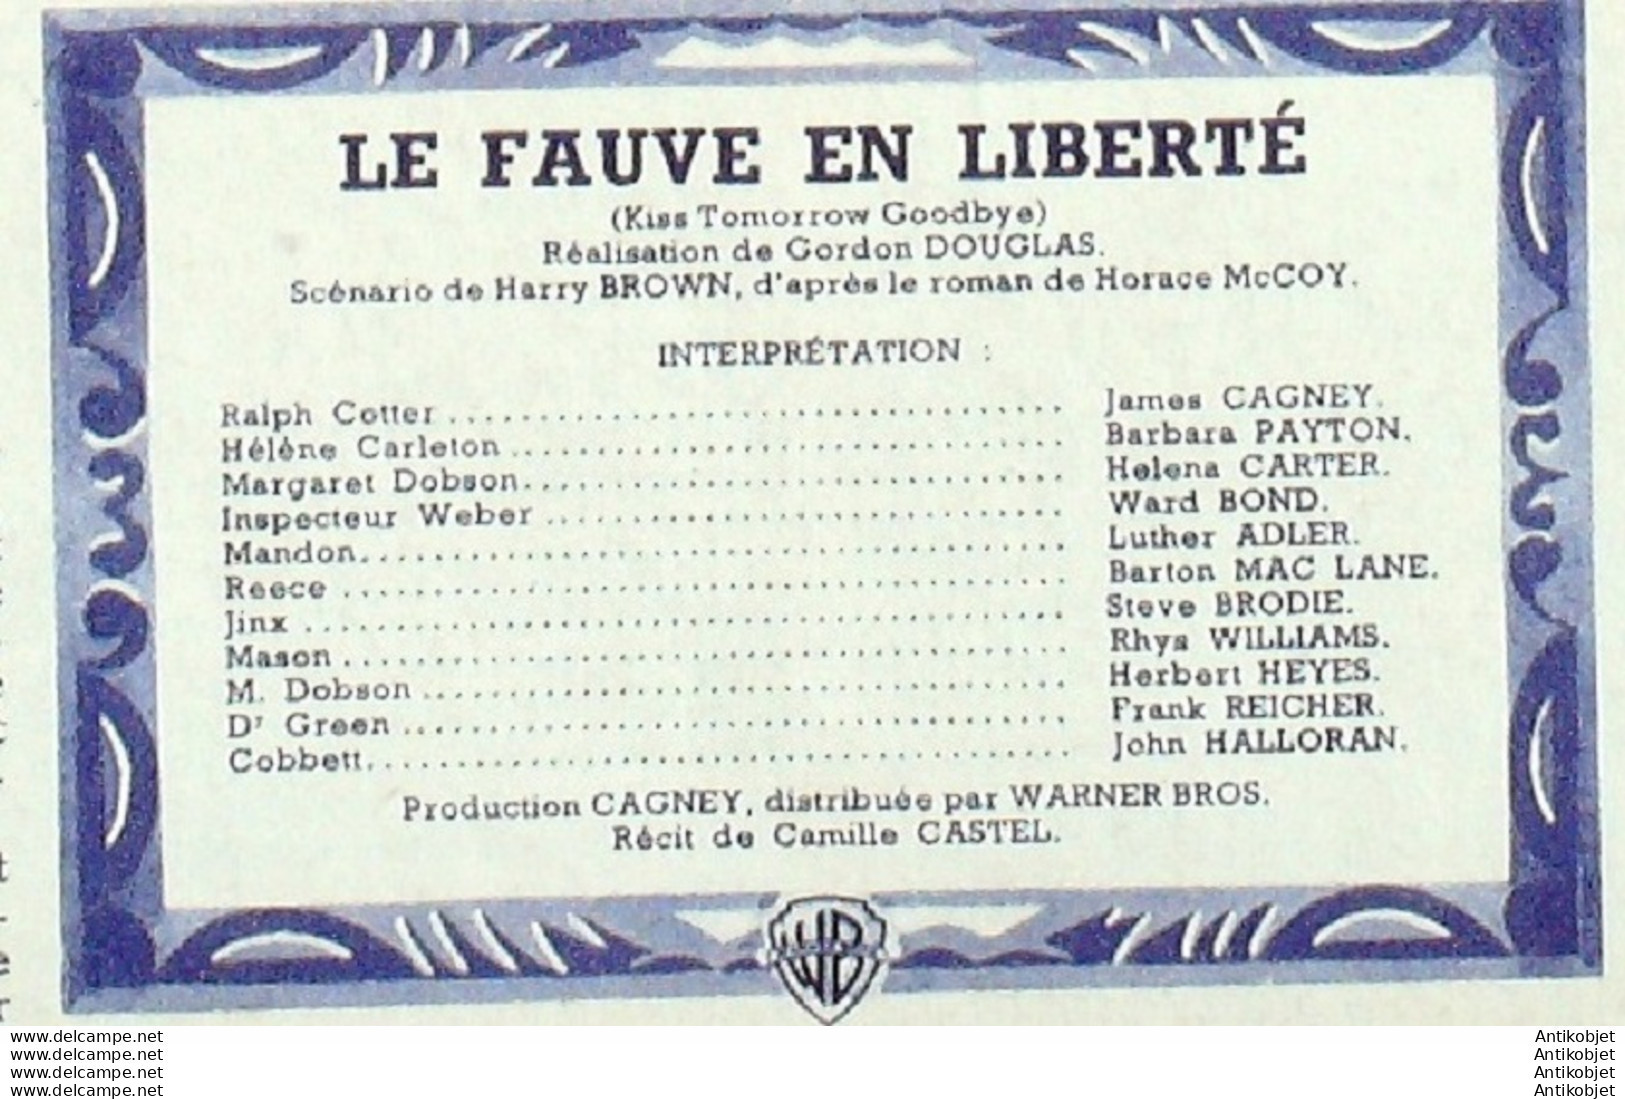 LE FAUVE EN LIBERTÉ
(Kiss Tomorrow Goodbye)
Réalisation de Gordon DOUGLAS.
Scénario de Harry BROWN, d'après le roman de Horace McCOY.
INTERPRÉTATION :
Ralph Cotter .......... James CAGNEY.
Hélène Carleton .......... Barbara PAYTON.
Margaret Dobson .......... Helena CARTER.
Inspecteur Weber .......... Ward BOND.
Mandon .......... Luther ADLER.
Reece .......... Barton MAC LANE.
Jinx .......... Steve BRODIE.
Mason .......... Rhys WILLIAMS.
M. Dobson .......... Herbert HEYES.
Dr Green .......... Frank REICHER.
Cobbett .......... John HALLORAN.
Production CAGNEY, distribuée par WARNER BROS.
Récit de Camille CASTEL.
WB
www.delcampe.net Antikobjet
www.delcampe.net Antikobjet
www.delcampe.net Antikobjet
www.delcampe.net Antikobjet